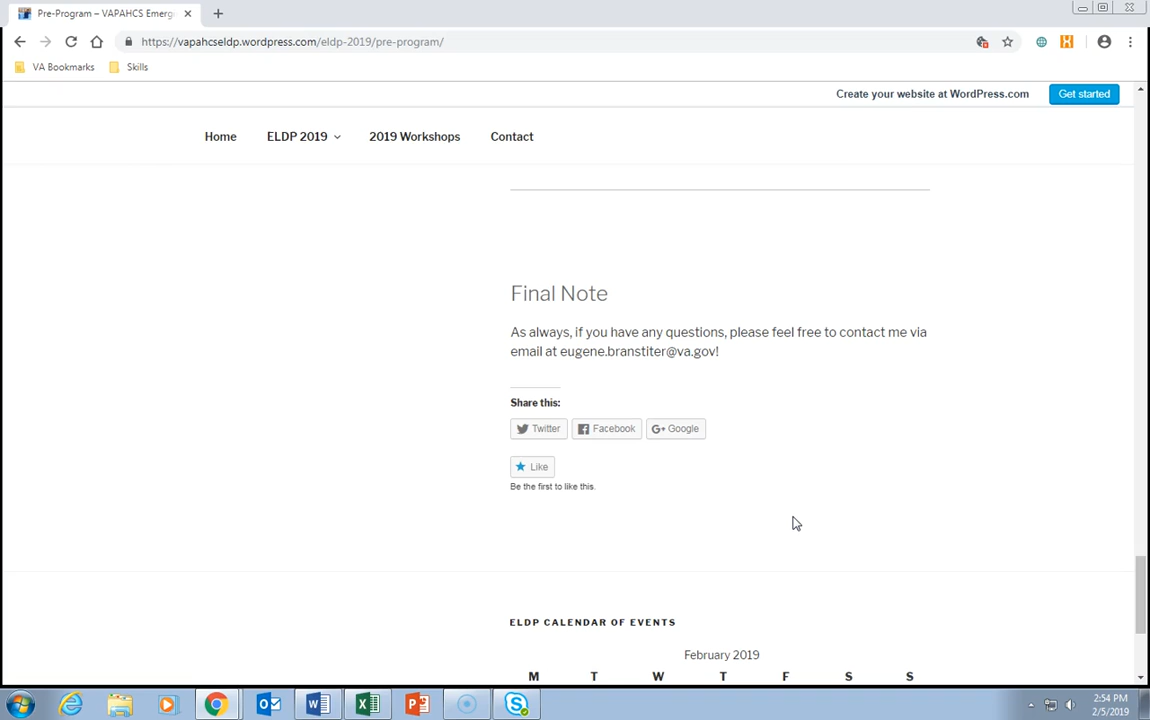 Pre-Program – VAPAHCS Emerg
https://vapahcseldp.wordpress.com/eldp-2019/pre-program/
VA Bookmarks
Skills
Create your website at WordPress.com
Get started
Home
ELDP 2019
2019 Workshops
Contact
Final Note
As always, if you have any questions, please feel free to contact me via
email at eugene.branstiter@va.gov!
Share this:
Twitter
Facebook
G+ Google
Like
Be the first to like this.
ELDP CALENDAR OF EVENTS
February 2019
M T W T F S S
2:54 PM
2/5/2019